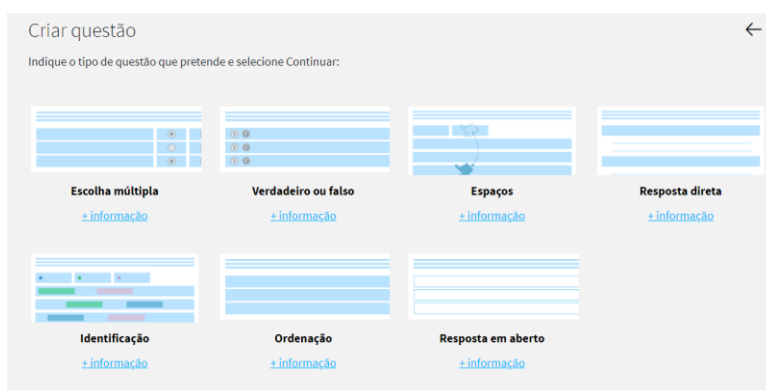 Criar questão
Indique o tipo de questão que pretende e selecione Continuar:
Escolha múltipla
+ informação
Verdadeiro ou falso
+ informação
Espaços
+ informação
Resposta direta
+ informação
Identificação
+ informação
Ordenação
+ informação
Resposta em aberto
+ informação